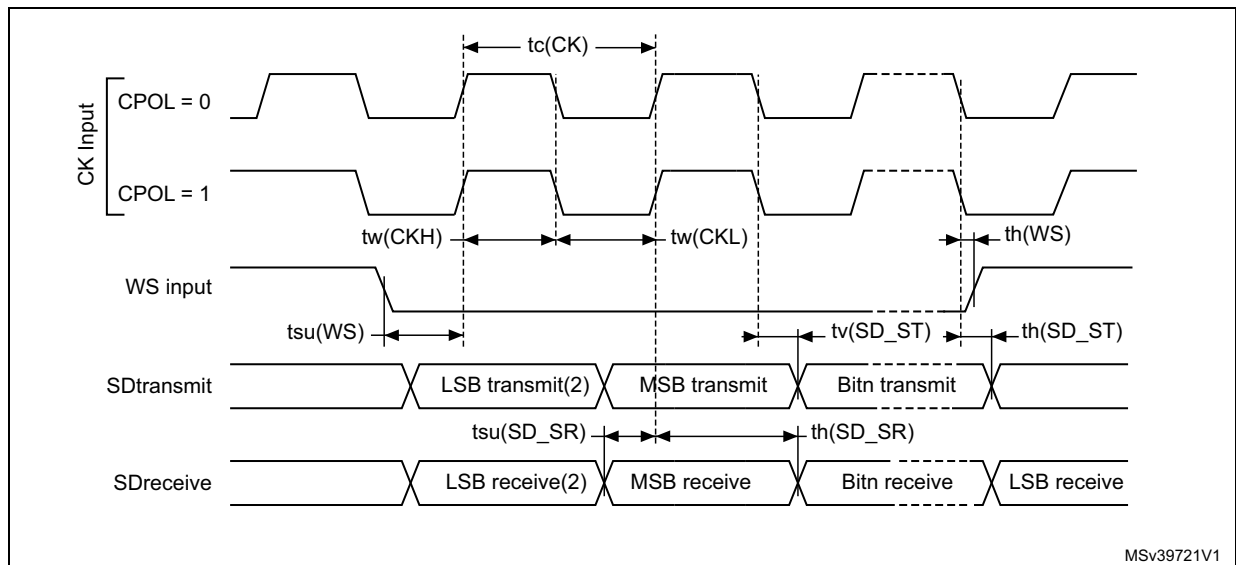 tc(CK)
CK Input
CPOL = 0
CPOL = 1
tw(CKH)
tw(CKL)
th(WS)
WS input
tsu(WS)
tv(SD_ST)
th(SD_ST)
SDtransmit
LSB transmit(2)
MSB transmit
Bitn transmit
tsu(SD_SR)
th(SD_SR)
SDreceive
LSB receive(2)
MSB receive
Bitn receive
LSB receive
MSv39721V1